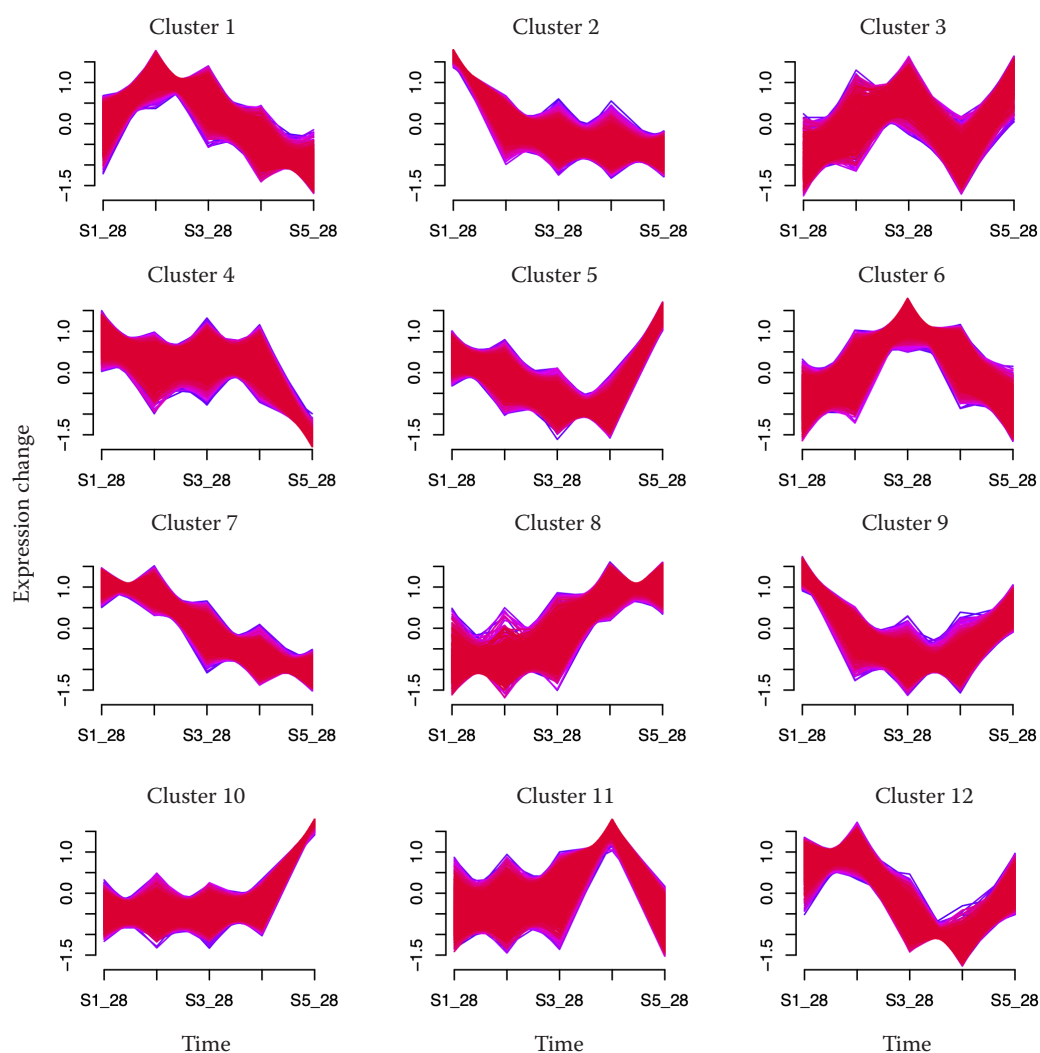 Cluster 1
1.0
0.0
−1.5
S1_28 S3_28 S5_28
Cluster 2
1.0
0.0
−1.5
S1_28 S3_28 S5_28
Cluster 3
1.0
0.0
−1.5
S1_28 S3_28 S5_28
Cluster 4
1.0
0.0
−1.5
S1_28 S3_28 S5_28
Cluster 5
1.0
0.0
−1.5
S1_28 S3_28 S5_28
Cluster 6
1.0
0.0
−1.5
S1_28 S3_28 S5_28
Expression change
Cluster 7
1.0
0.0
−1.5
S1_28 S3_28 S5_28
Cluster 8
1.0
0.0
−1.5
S1_28 S3_28 S5_28
Cluster 9
1.0
0.0
−1.5
S1_28 S3_28 S5_28
Cluster 10
1.0
0.0
−1.5
S1_28 S3_28 S5_28
Time
Cluster 11
1.0
0.0
−1.5
S1_28 S3_28 S5_28
Time
Cluster 12
1.0
0.0
−1.5
S1_28 S3_28 S5_28
Time